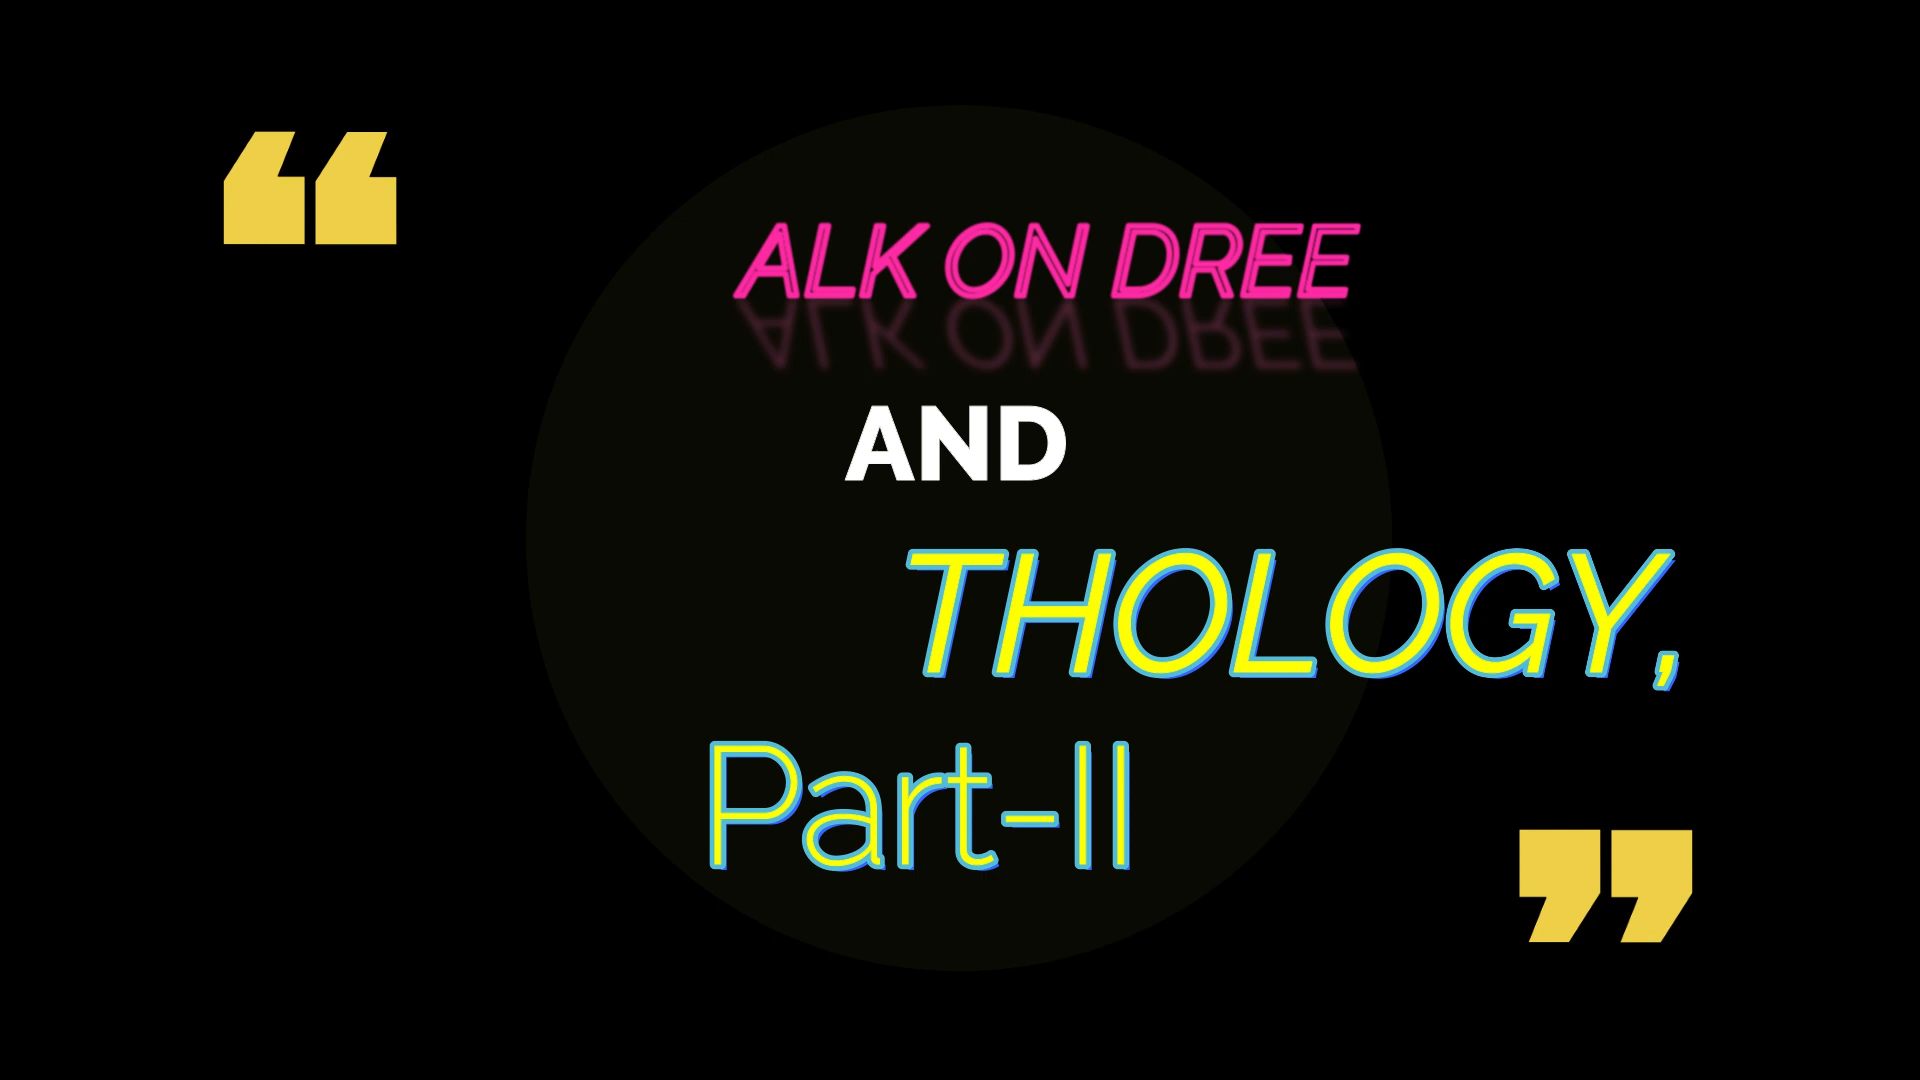 “
ALK ON DREE
AND
THOLOGY,
Part-II
”